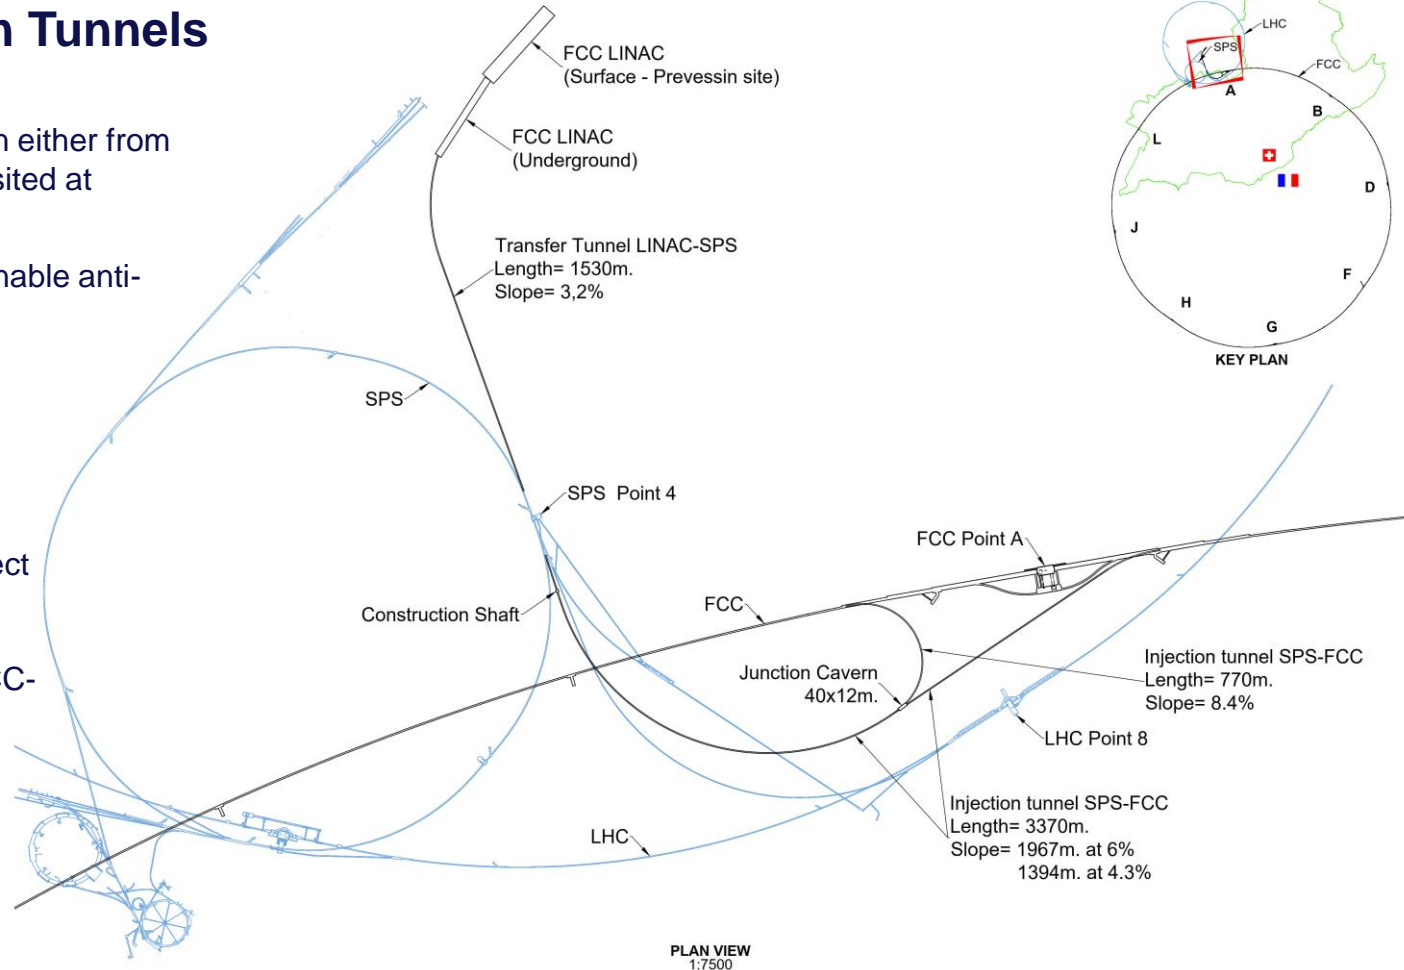 n Tunnels
n either from
sited at
nable anti-
ect
CC-
FCC LINAC
(Surface - Prevessin site)
FCC LINAC
(Underground)
Transfer Tunnel LINAC-SPS
Length= 1530m.
Slope= 3,2%
SPS
SPS Point 4
Construction Shaft
FCC
FCC Point A
Junction Cavern
40x12m.
Injection tunnel SPS-FCC
Length= 770m.
Slope= 8.4%
LHC Point 8
Injection tunnel SPS-FCC
Length= 3370m.
Slope= 1967m. at 6%
1394m. at 4.3%
LHC
PLAN VIEW
1:7500
LHC
SPS
FCC
A
B
L
D
J
F
H
G
KEY PLAN